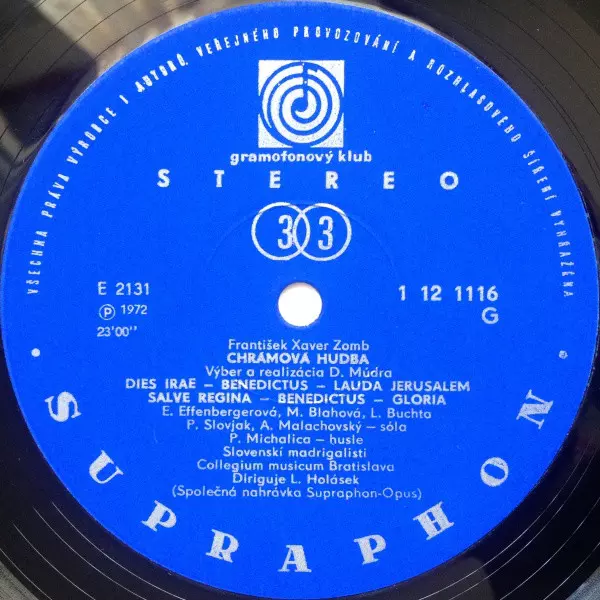 VŠECHNA PRÁVA VÝROBCE I AUTORŮ, VEŘEJNÉHO PROVOZOVÁNÍ A ROZHLASOVÉHO ŠÍŘENÍ VYHRAŽENA
gramofonový klub
STEREO
33
E 2131
1 12 1116
Ⓟ 1972
G
23'00''
František Xaver Zomb
CHRÁMOVÁ HUDBA
Výber a realizácia D. Múdra
DIES IRAE – BENEDICTUS – LAUDA JERUSALEM
SALVE REGINA – BENEDICTUS – GLORIA
E. Effenbergerová, M. Blahová, L. Buchta
P. Slovjak, A. Malachovský – sóla
P. Michalica – husle
Slovenskí madrigalisti
Collegium musicum Bratislava
Diriguje L. Holásek
(Společná nahrávka Supraphon-Opus)
• SUPRAPHON •